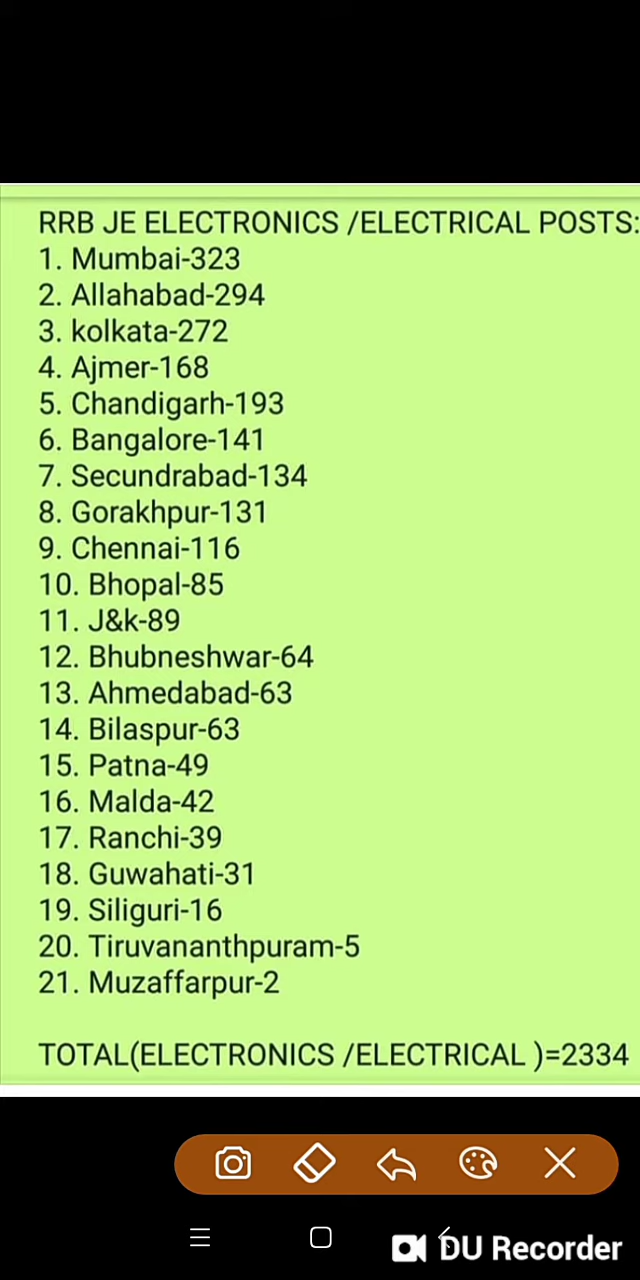 RRB JE ELECTRONICS /ELECTRICAL POSTS:
1. Mumbai-323
2. Allahabad-294
3. kolkata-272
4. Ajmer-168
5. Chandigarh-193
6. Bangalore-141
7. Secundrabad-134
8. Gorakhpur-131
9. Chennai-116
10. Bhopal-85
11. J&k-89
12. Bhubneshwar-64
13. Ahmedabad-63
14. Bilaspur-63
15. Patna-49
16. Malda-42
17. Ranchi-39
18. Guwahati-31
19. Siliguri-16
20. Tiruvananthpuram-5
21. Muzaffarpur-2
TOTAL(ELECTRONICS /ELECTRICAL )=2334
DU Recorder